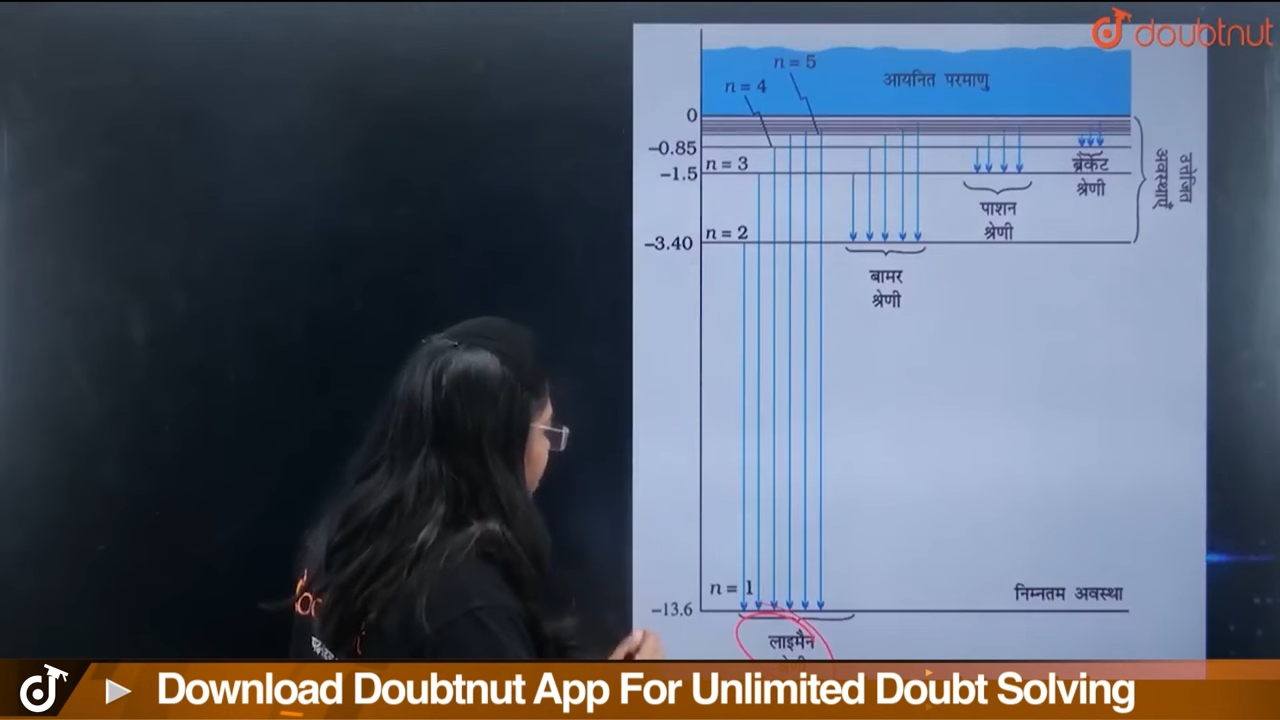 doubtnut
n = 5
n = 4
आयनित परमाणु
0
−0.85
n = 3
−1.5
ब्रैकेट
श्रेणी
उत्तेजित
अवस्थाएँ
पाशन
श्रेणी
n = 2
−3.40
बामर
श्रेणी
n = 1
निम्नतम अवस्था
−13.6
लाइमैन
श्रेणी
Download Doubtnut App For Unlimited Doubt Solving